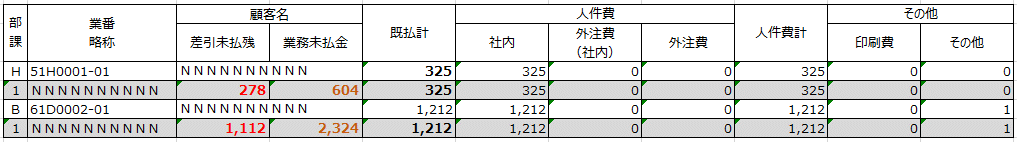 部課 業番 略称 顧客名 既払計 人件費 人件費計 その他
差引未払残 業務未払金 社内 外注費（社内） 外注費 印刷費 その他
H 51H0001-01 ＮＮＮＮＮＮＮＮＮＮ 325 325 0 0 325 0 0
1 ＮＮＮＮＮＮＮＮＮＮ 278 604 325 325 0 0 325 0 0
B 61D0002-01 ＮＮＮＮＮＮＮＮＮＮ 1,212 1,212 0 0 1,212 0 1
1 ＮＮＮＮＮＮＮＮＮＮ 1,112 2,324 1,212 1,212 0 0 1,212 0 1